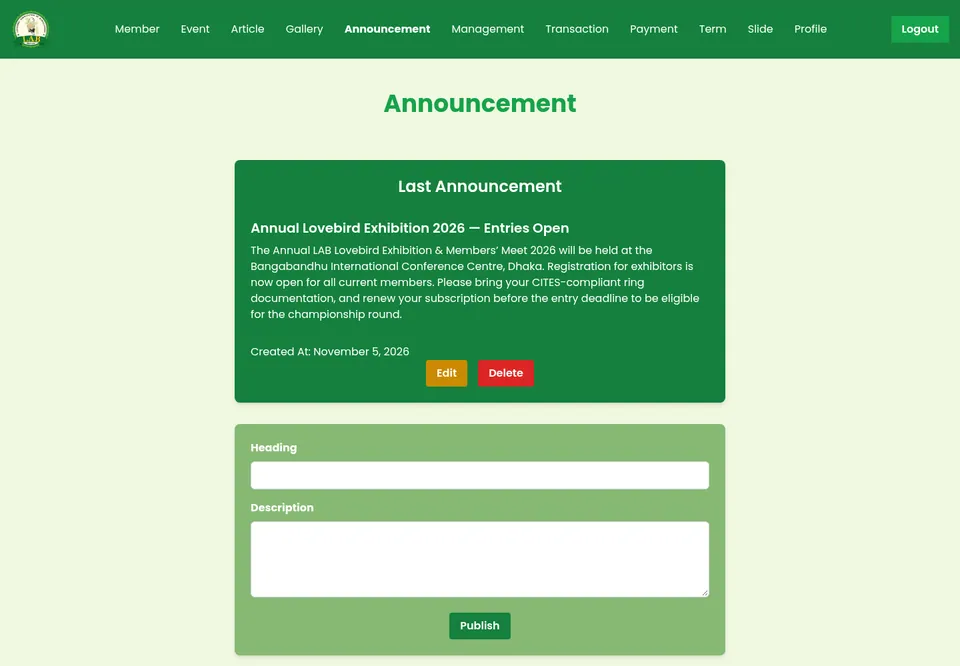 LAB
Member Event Article Gallery Announcement Management Transaction Payment Term Slide Profile Logout
Announcement
Last Announcement
Annual Lovebird Exhibition 2026 — Entries Open
The Annual LAB Lovebird Exhibition & Members’ Meet 2026 will be held at the
Bangabandhu International Conference Centre, Dhaka. Registration for exhibitors is
now open for all current members. Please bring your CITES-compliant ring
documentation, and renew your subscription before the entry deadline to be eligible
for the championship round.
Created At: November 5, 2026
Edit Delete
Heading
Description
Publish